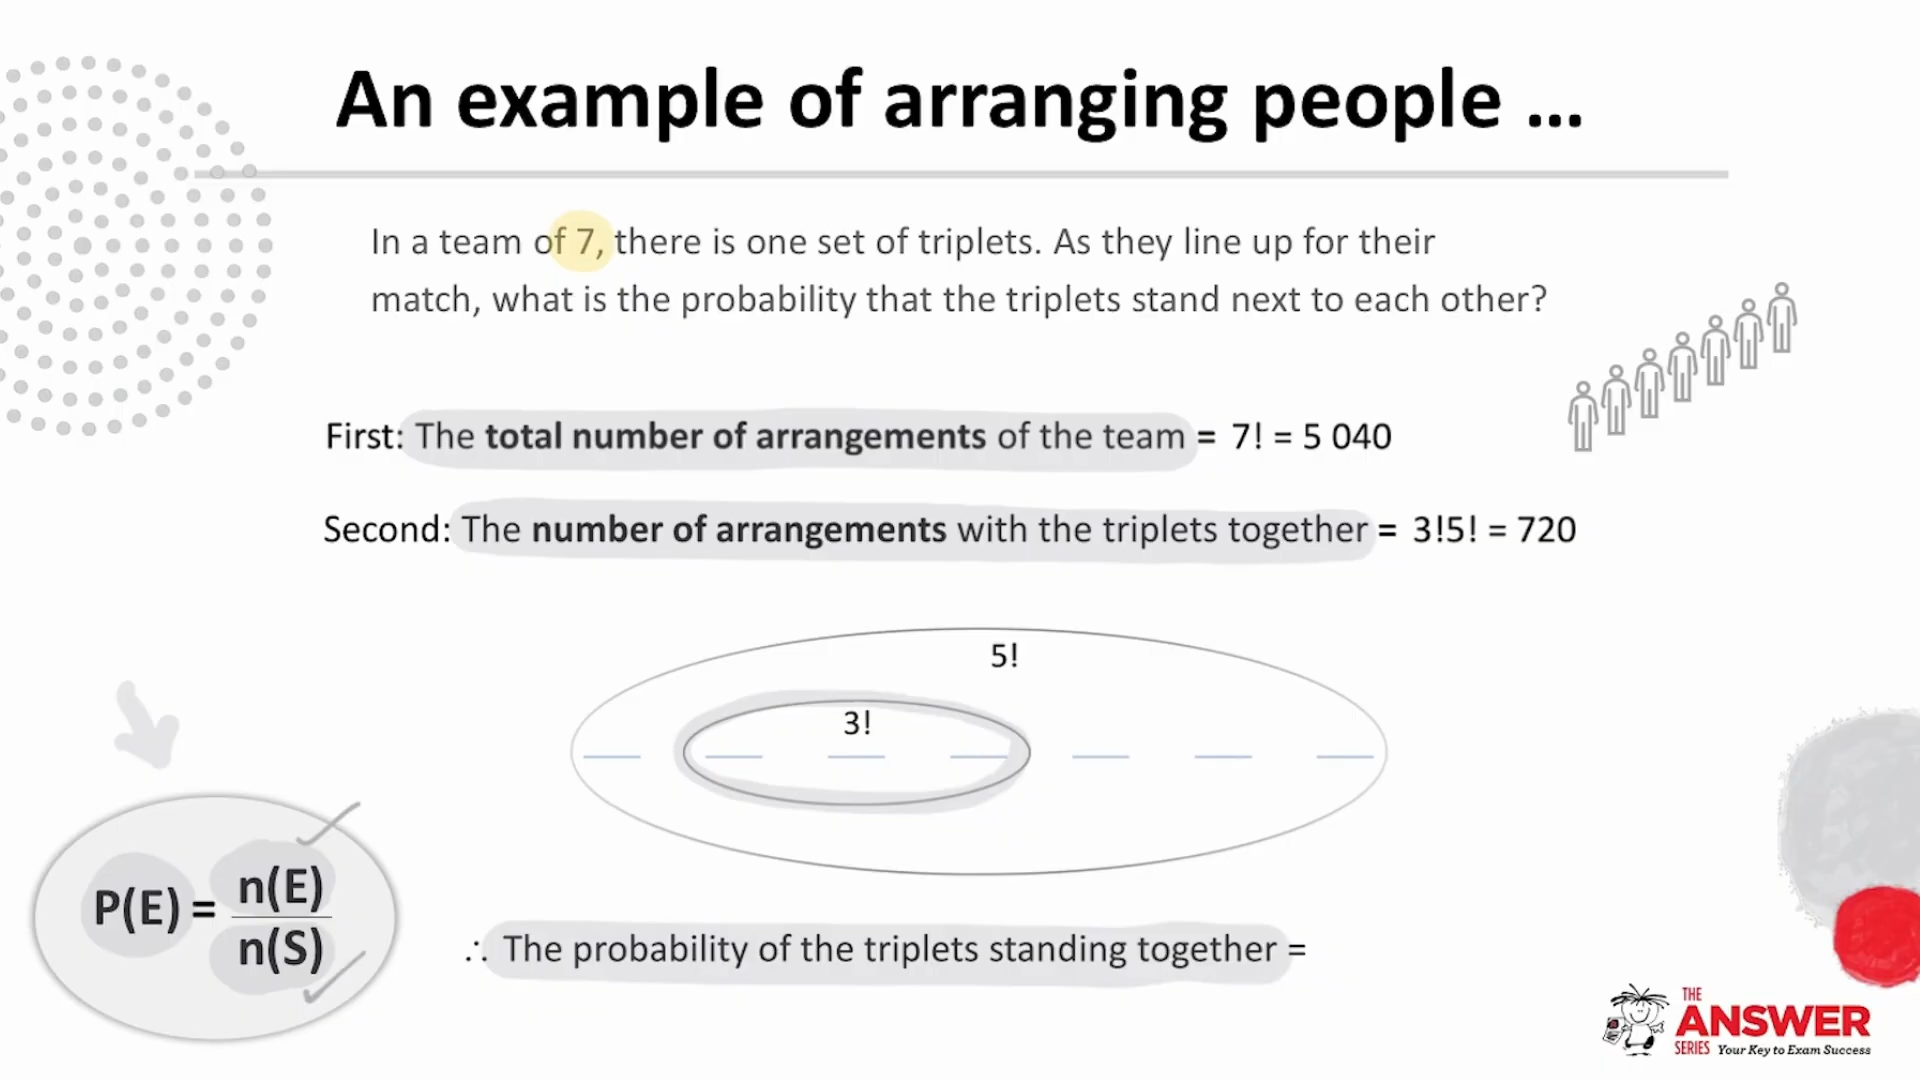 An example of arranging people ...
In a team of 7, there is one set of triplets. As they line up for their
match, what is the probability that the triplets stand next to each other?
First: The total number of arrangements of the team = 7! = 5 040
Second: The number of arrangements with the triplets together = 3!5! = 720
5!
3!
P(E) = n(E)
n(S)
∴ The probability of the triplets standing together =
THE
ANSWER
SERIES Your Key to Exam Success